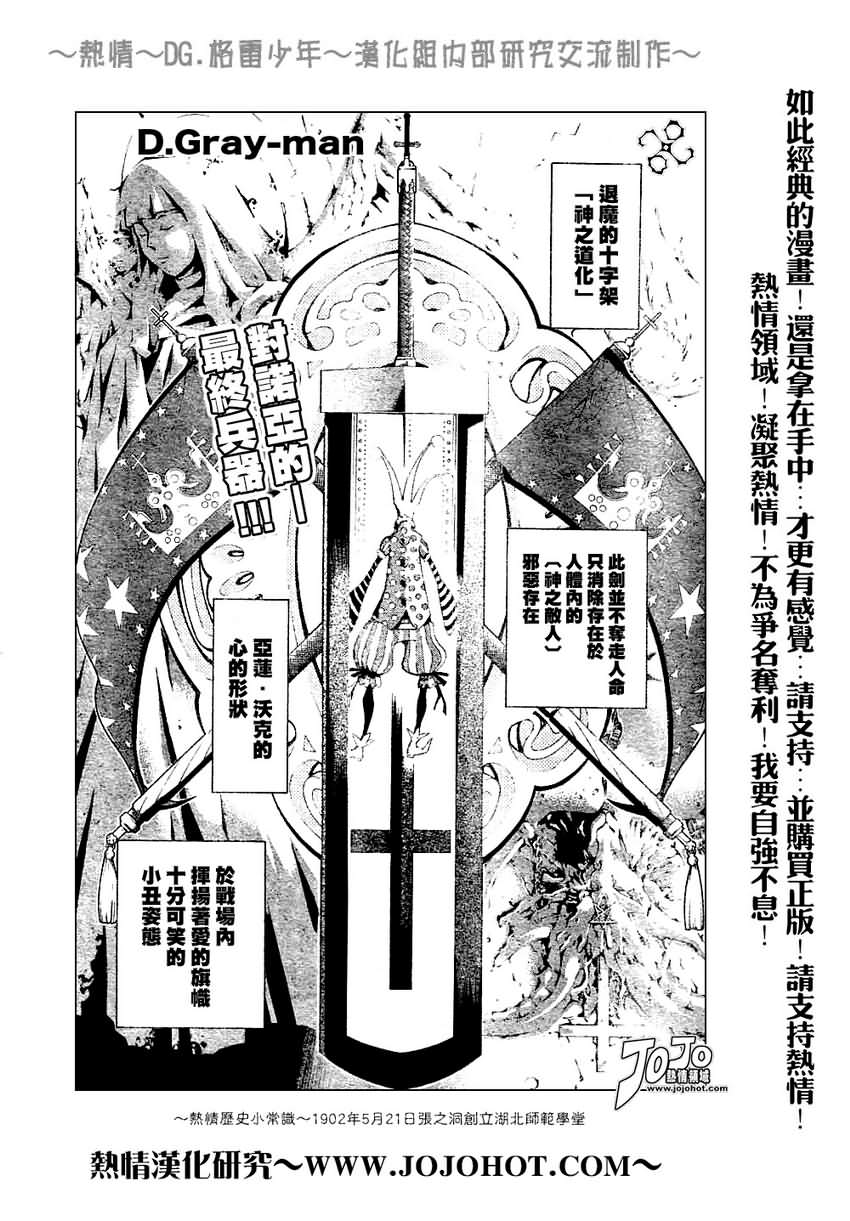 ～熱情～DG.格雷少年～漢化組內部研究交流制作～
D.Gray-man
如此經典的漫畫！還是拿在手中…才更有感覺…請支持…並購買正版！請支持熱情！
熱情領域！凝聚熱情！不為爭名奪利！我要自強不息！
退魔的十字架
「神之道化」
對諾亞的—
最終兵器!!!
此劍並不奪走人命
只消除存在於
人體內的
〔神之敵人〕
邪惡存在
亞蓮·沃克的
心的形狀
於戰場內
揮揚著愛的旗幟
十分可笑的
小丑姿態
JOJO
熱情領域
www.jojohot.com
～熱情歷史小常識～1902年5月21日張之洞創立湖北師範學堂
熱情漢化研究～WWW.JOJOHOT.COM～